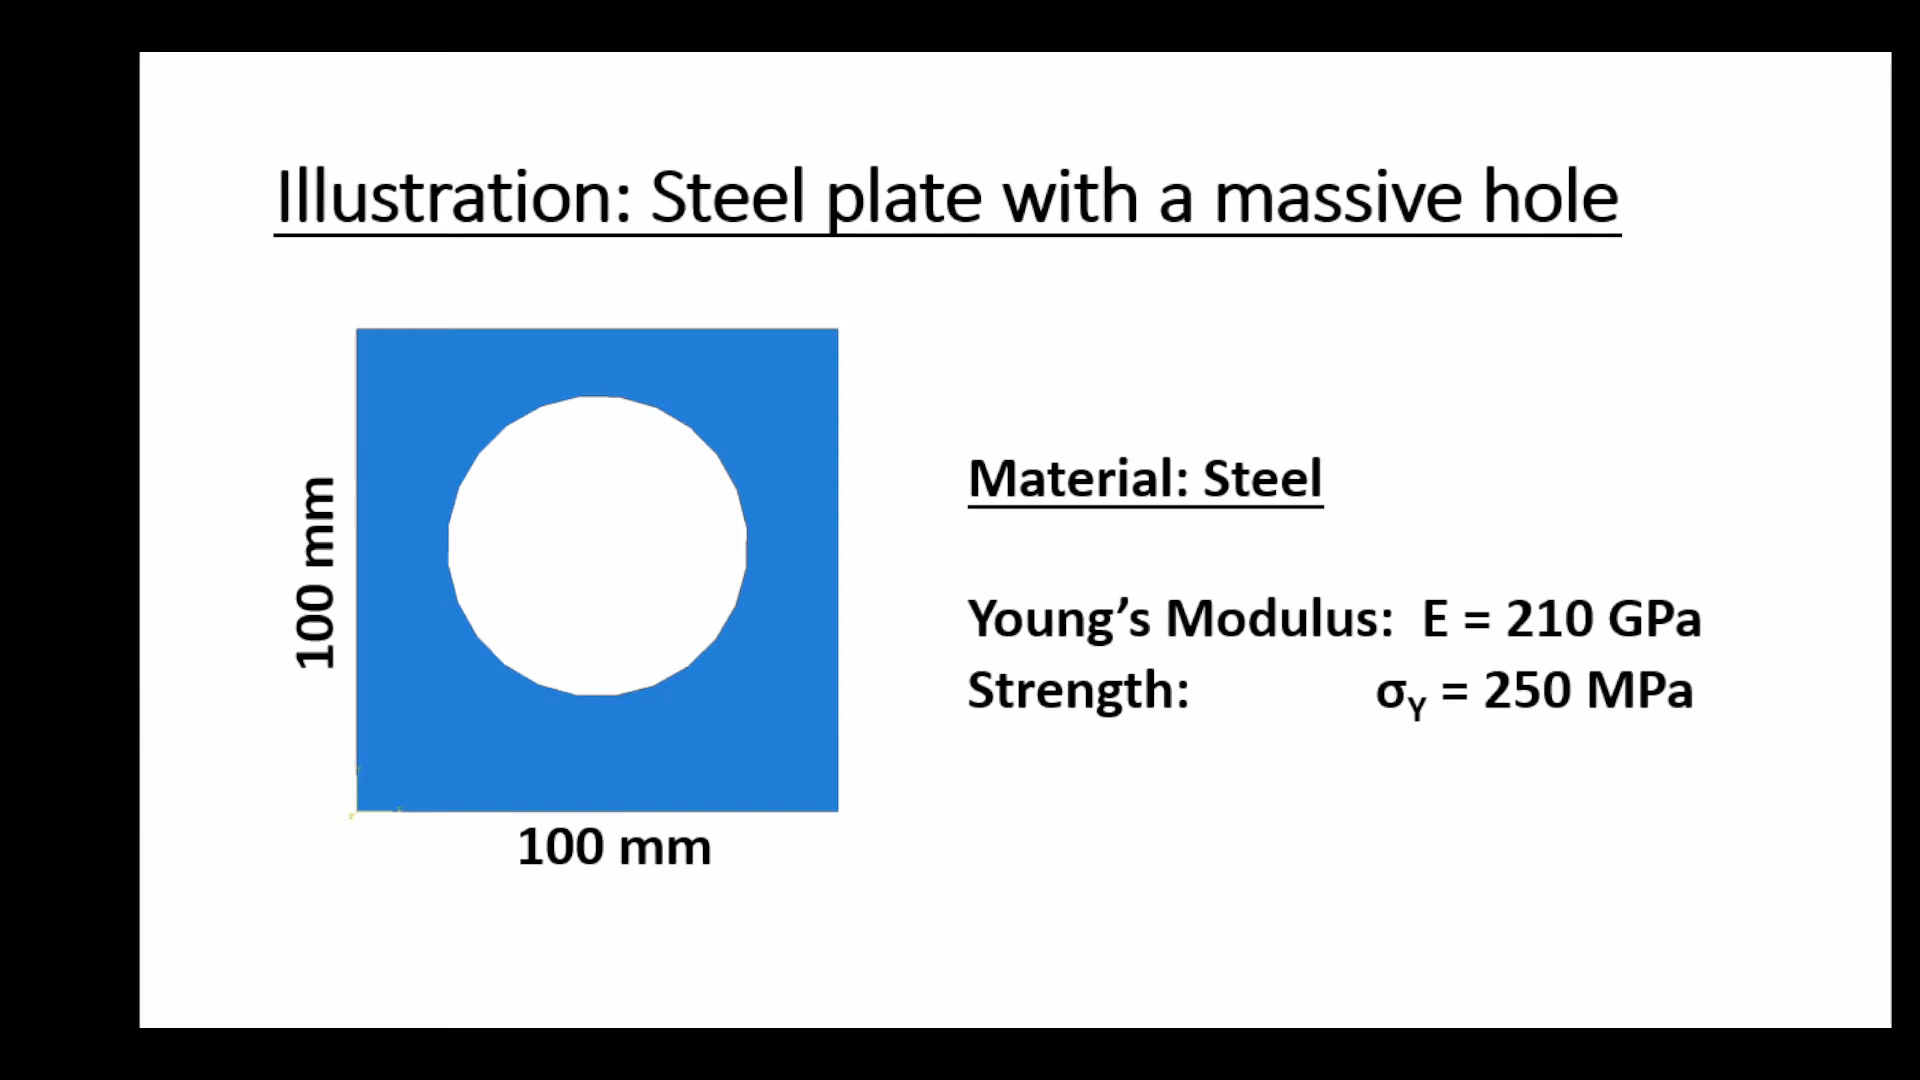 Illustration: Steel plate with a massive hole
100 mm
Material: Steel
Young’s Modulus: E = 210 GPa
Strength: σY = 250 MPa
100 mm